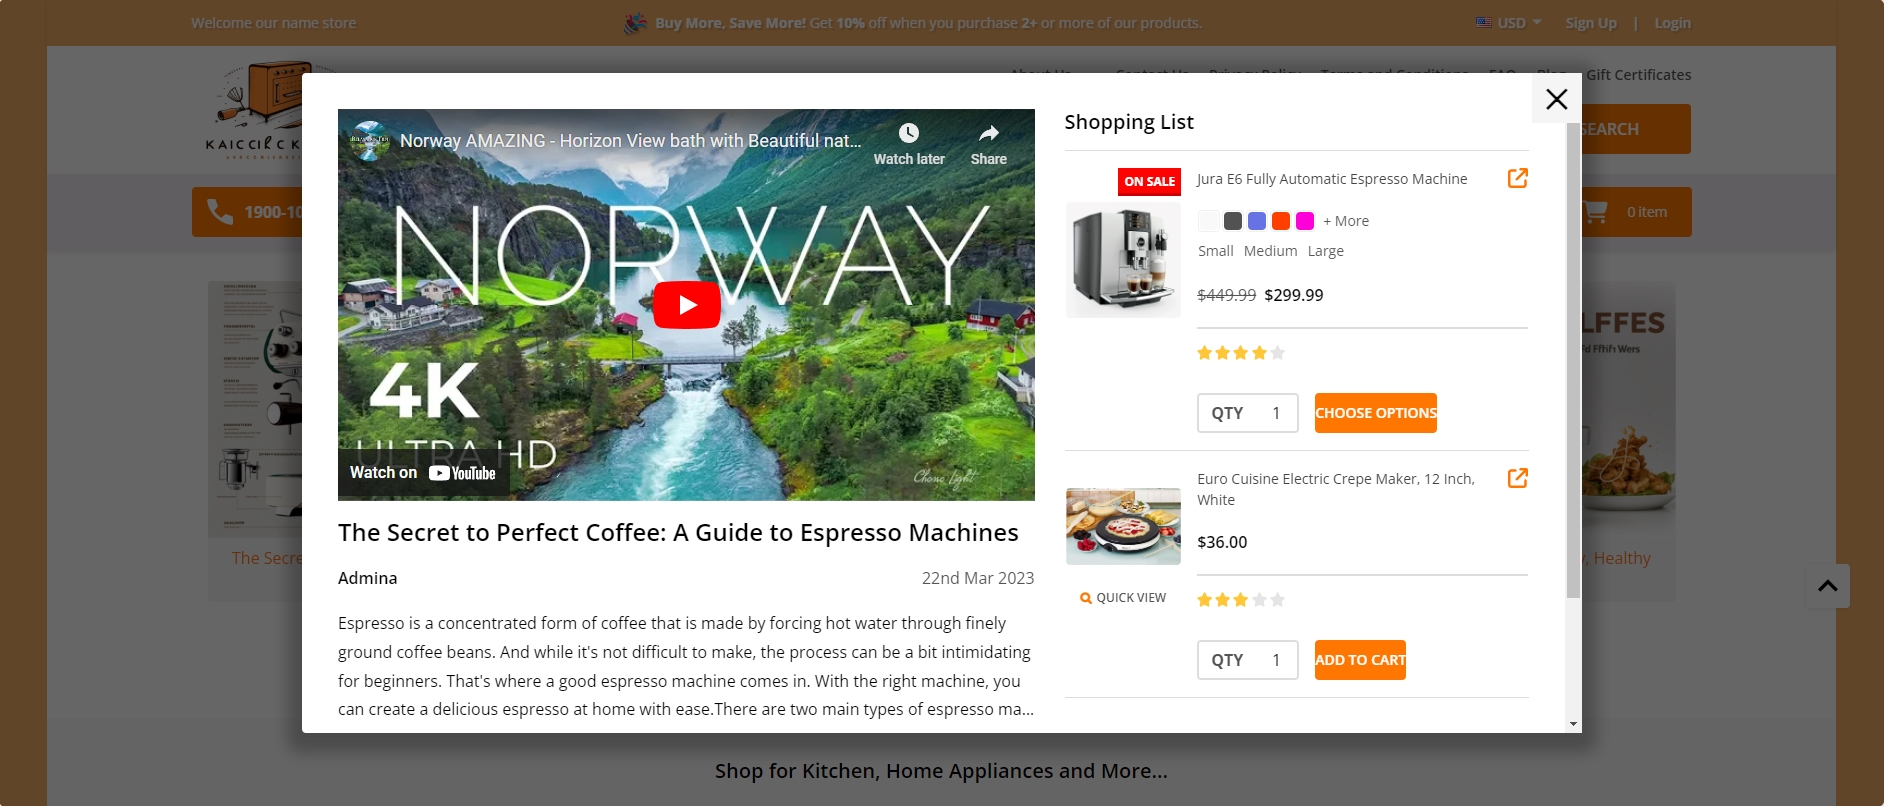 Welcome our name store
Buy More, Save More! Get 10% off when you purchase 2+ or more of our products.
USD
Sign Up | Login
About Us Contact Us Privacy Policy Terms and Conditions FAQ Blog Gift Certificates
SEARCH
1900-10
0 item
Norway AMAZING - Horizon View bath with Beautiful nat...
Watch later
Share
NORWAY
4K
ULTRA HD
Watch on YouTube
The Secret to Perfect Coffee: A Guide to Espresso Machines
Admina
22nd Mar 2023
Espresso is a concentrated form of coffee that is made by forcing hot water through finely
ground coffee beans. And while it's not difficult to make, the process can be a bit intimidating
for beginners. That's where a good espresso machine comes in. With the right machine, you
can create a delicious espresso at home with ease.There are two main types of espresso ma...
Shopping List
ON SALE
Jura E6 Fully Automatic Espresso Machine
+ More
Small Medium Large
$449.99 $299.99
QTY 1
CHOOSE OPTIONS
Euro Cuisine Electric Crepe Maker, 12 Inch,
White
$36.00
QUICK VIEW
QTY 1
ADD TO CART
The Secre
, Healthy
Shop for Kitchen, Home Appliances and More...